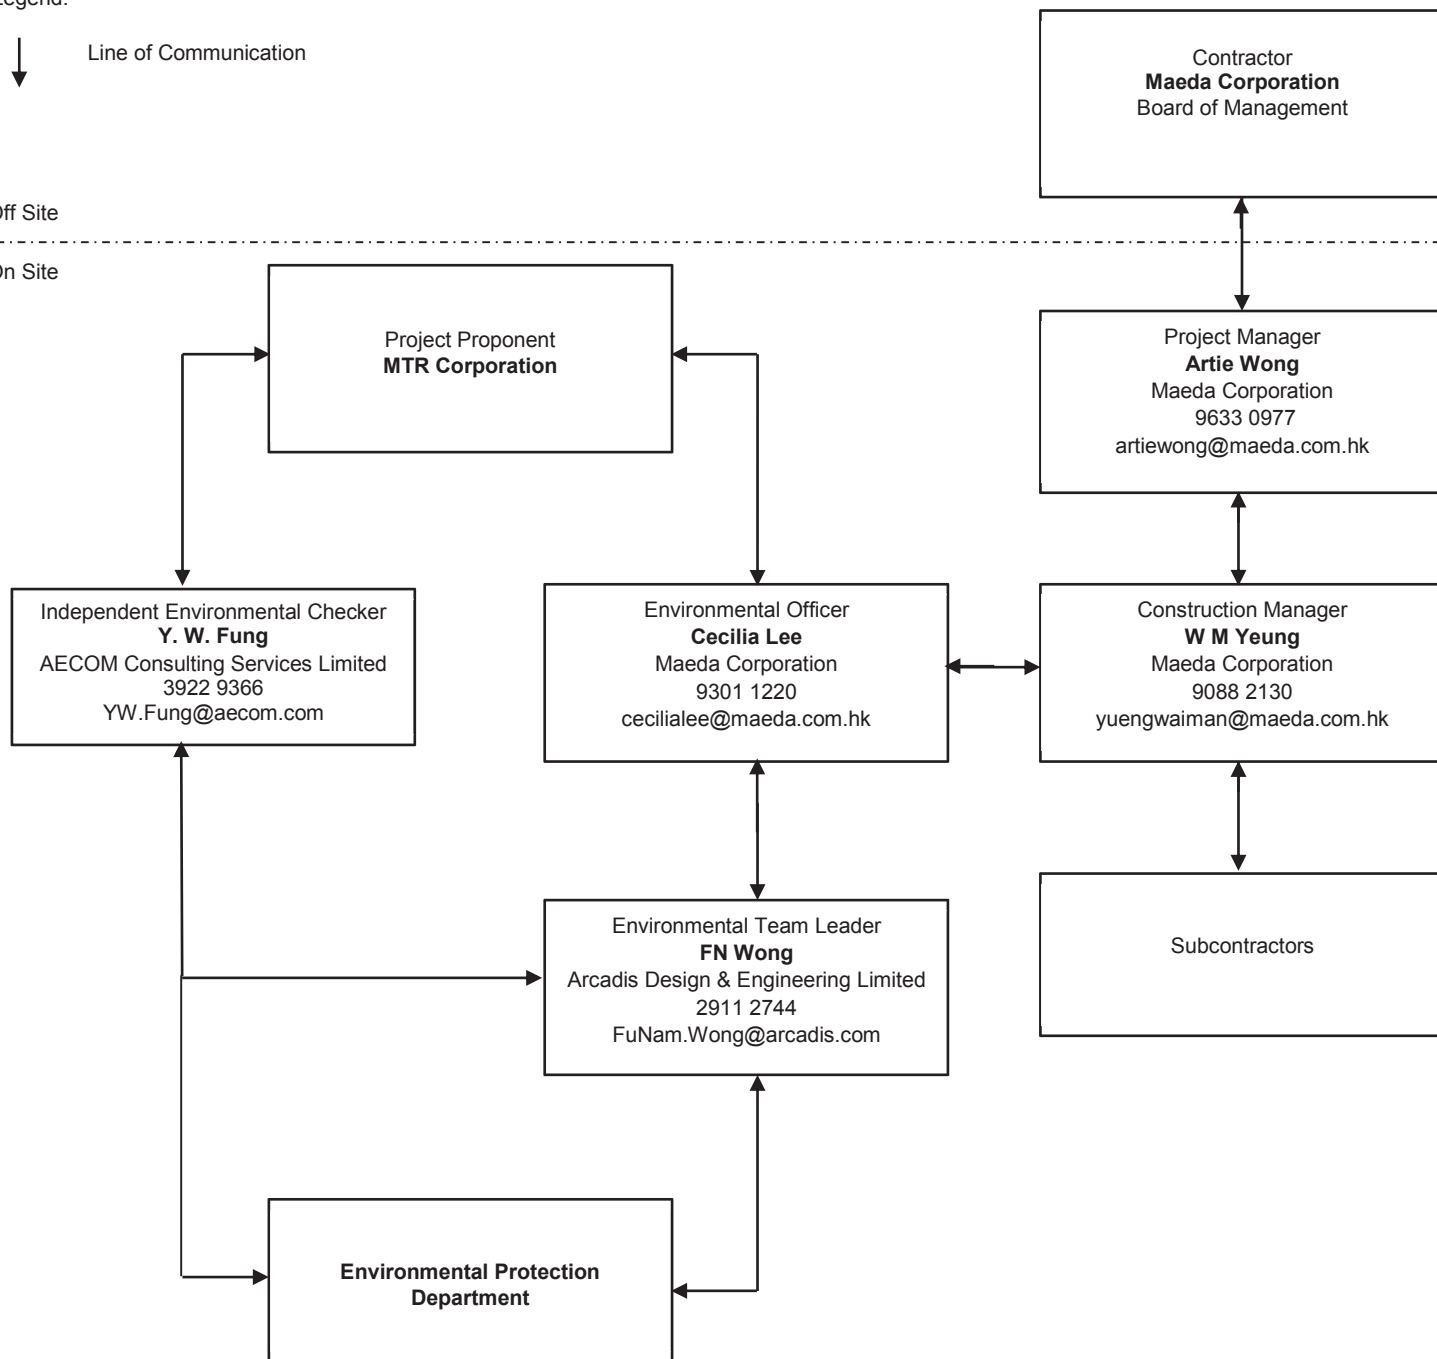 Legend:
Line of Communication
Contractor
Maeda Corporation
Board of Management
Off Site
On Site
Project Proponent
MTR Corporation
Project Manager
Artie Wong
Maeda Corporation
9633 0977
artiewong@maeda.com.hk
Independent Environmental Checker
Y. W. Fung
AECOM Consulting Services Limited
3922 9366
YW.Fung@aecom.com
Environmental Officer
Cecilia Lee
Maeda Corporation
9301 1220
cecilialee@maeda.com.hk
Construction Manager
W M Yeung
Maeda Corporation
9088 2130
yuengwaiman@maeda.com.hk
Environmental Team Leader
FN Wong
Arcadis Design & Engineering Limited
2911 2744
FuNam.Wong@arcadis.com
Subcontractors
Environmental Protection
Department